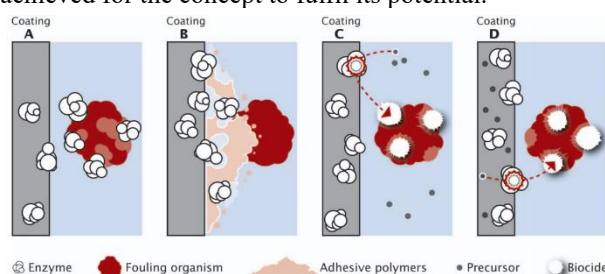 achieved for the concept to fulfil its potential.
Coating Coating Coating Coating
A B C D
Enzyme Fouling organism Adhesive polymers Precursor Biocide